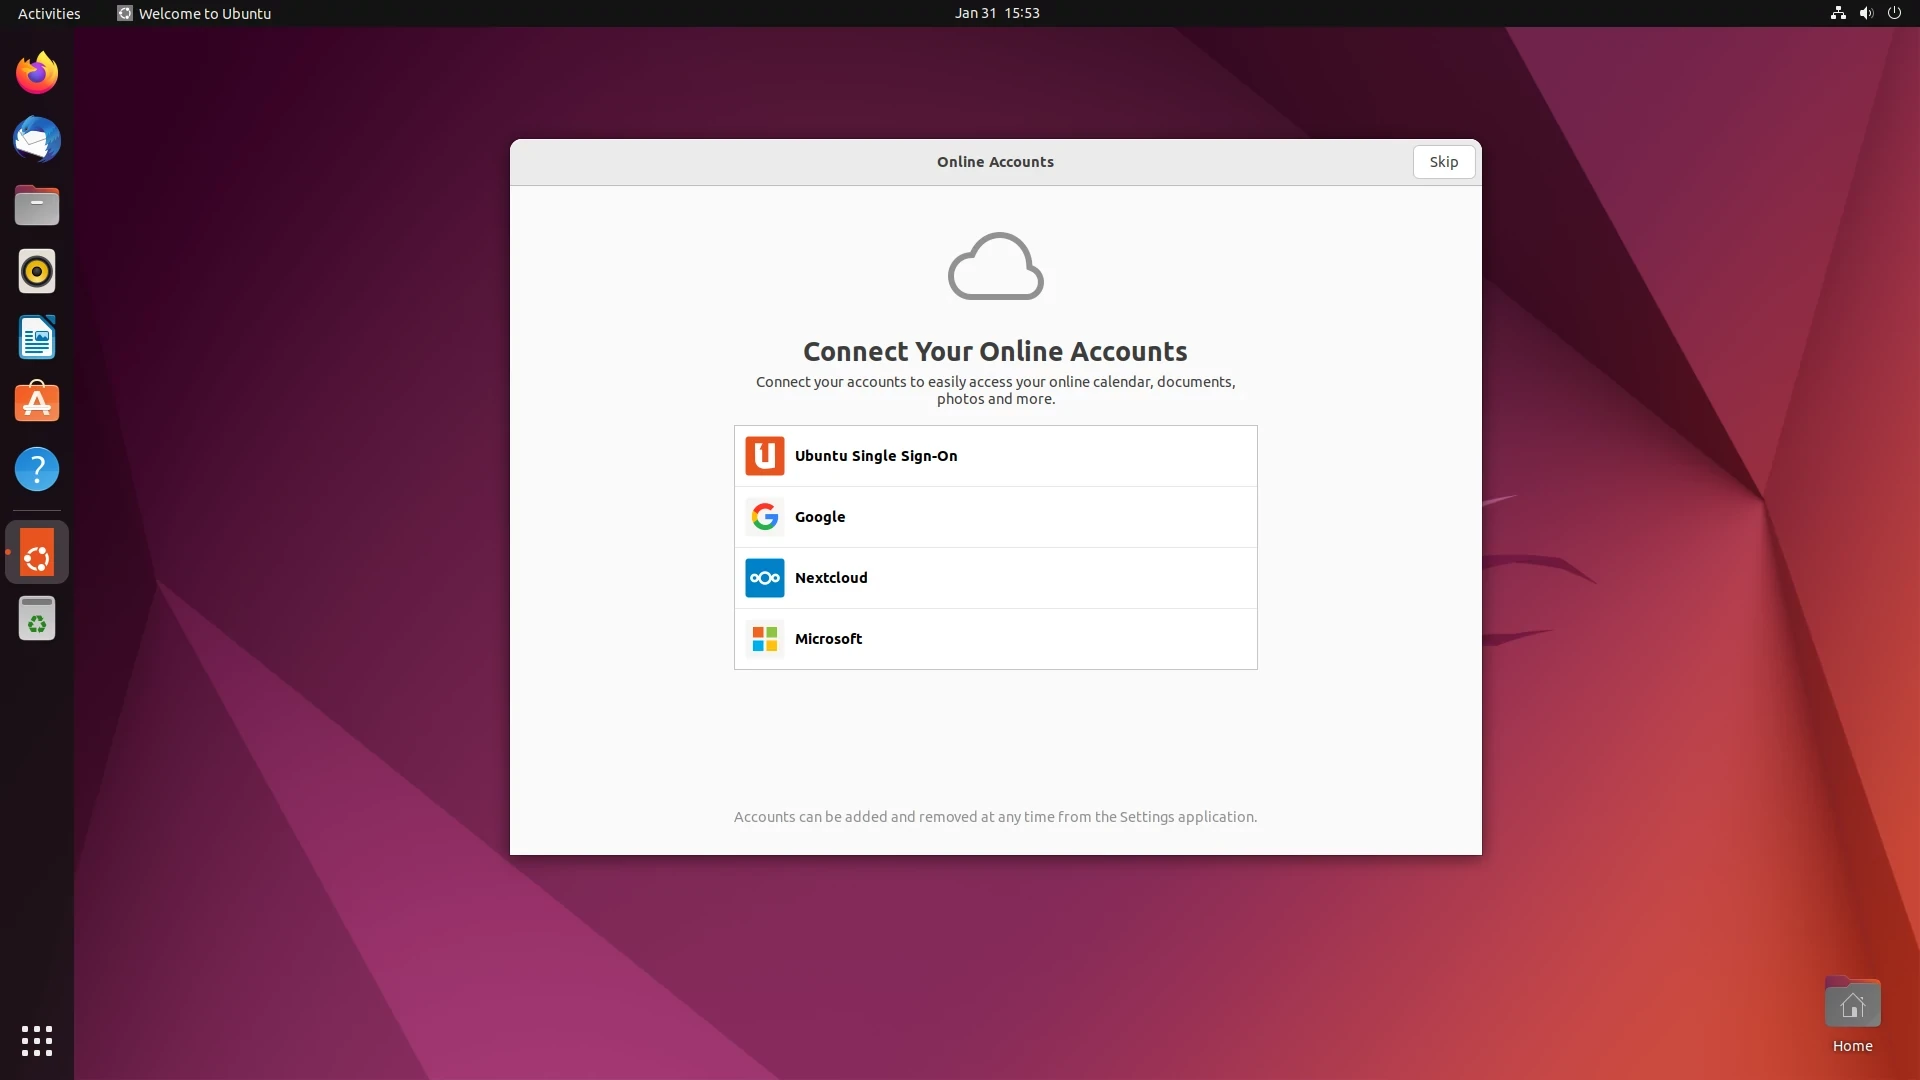 Activities
Welcome to Ubuntu
Jan 31 15:53
Online Accounts
Skip
Connect Your Online Accounts
Connect your accounts to easily access your online calendar, documents,
photos and more.
Ubuntu Single Sign-On
Google
Nextcloud
Microsoft
Accounts can be added and removed at any time from the Settings application.
Home